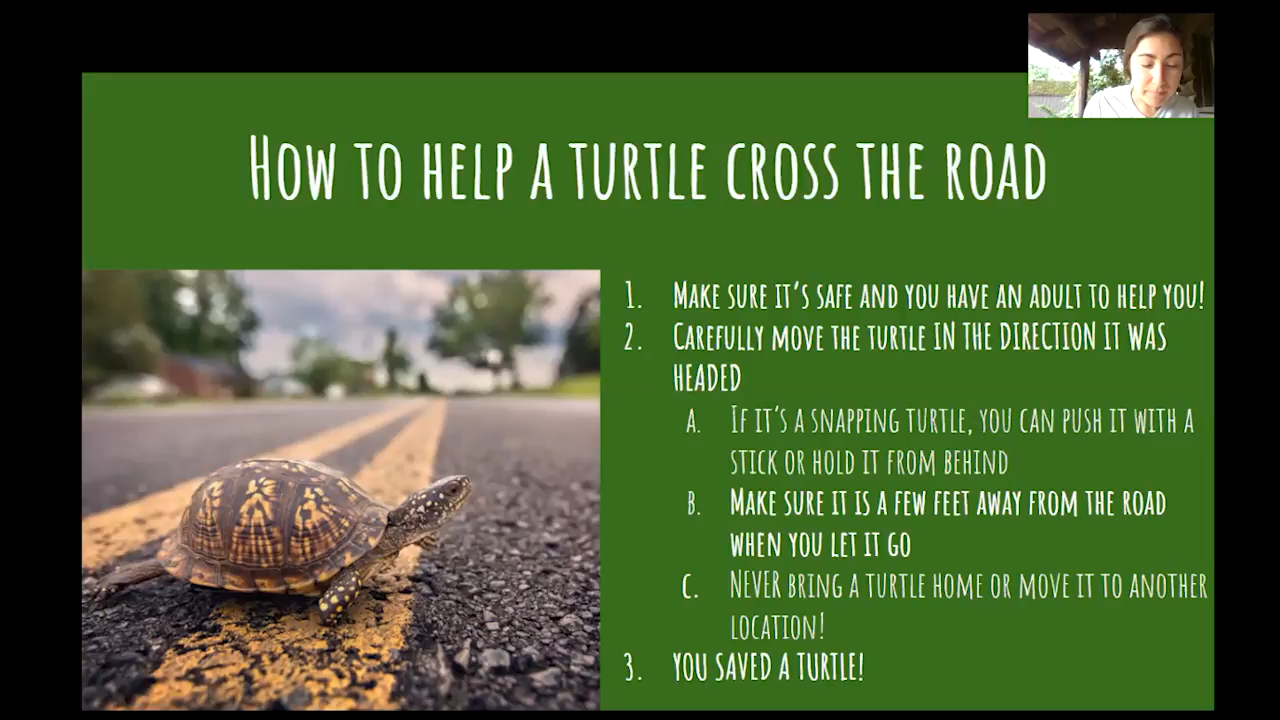 How to help a turtle cross the road
1. Make sure it's safe and you have an adult to help you!
2. Carefully move the turtle IN THE DIRECTION IT WAS
HEADED
A. If it's a snapping turtle, you can push it with a
stick or hold it from behind
B. Make sure it is a few feet away from the road
when you let it go
C. NEVER bring a turtle home or move it to another
location!
3. YOU SAVED A TURTLE!